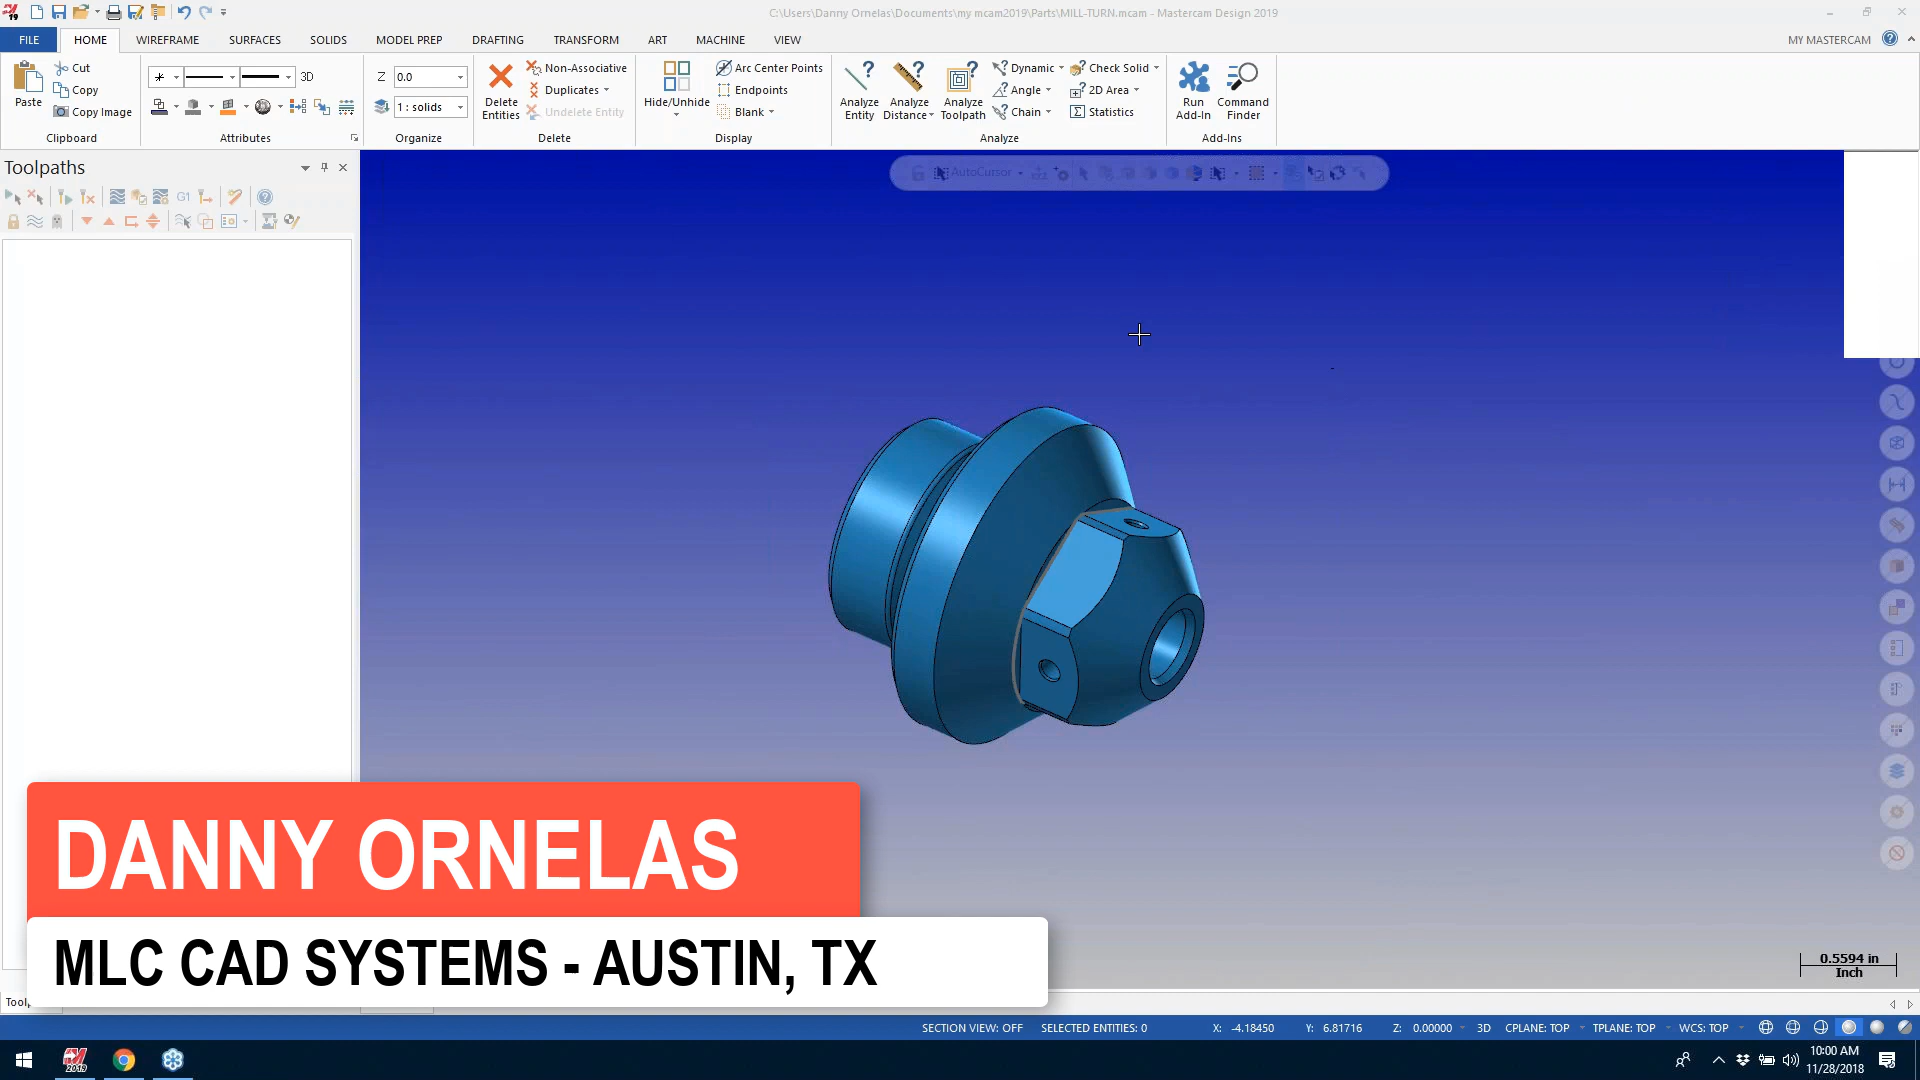 C:\Users\Danny Ornelas\Documents\my mcam2019\Parts\MILL-TURN.mcam - Mastercam Design 2019
FILE HOME WIREFRAME SURFACES SOLIDS MODEL PREP DRAFTING TRANSFORM ART MACHINE VIEW MY MASTERCAM
Paste
Cut
Copy
Copy Image
Clipboard
3D
Attributes
Z 0.0
1 : solids
Organize
Delete Entities
Non-Associative
Duplicates
Undelete Entity
Delete
Hide/Unhide
Arc Center Points
Endpoints
Blank
Display
Analyze Entity
Analyze Distance
Analyze Toolpath
Dynamic
Angle
Chain
Check Solid
2D Area
Statistics
Analyze
Run Add-In
Command Finder
Add-Ins
Toolpaths
G1
AutoCursor
DANNY ORNELAS
MLC CAD SYSTEMS - AUSTIN, TX
0.5594 in
Inch
SECTION VIEW: OFF SELECTED ENTITIES: 0 X: -4.18450 Y: 6.81716 Z: 0.00000 3D CPLANE: TOP TPLANE: TOP WCS: TOP
2019
10:00 AM
11/28/2018